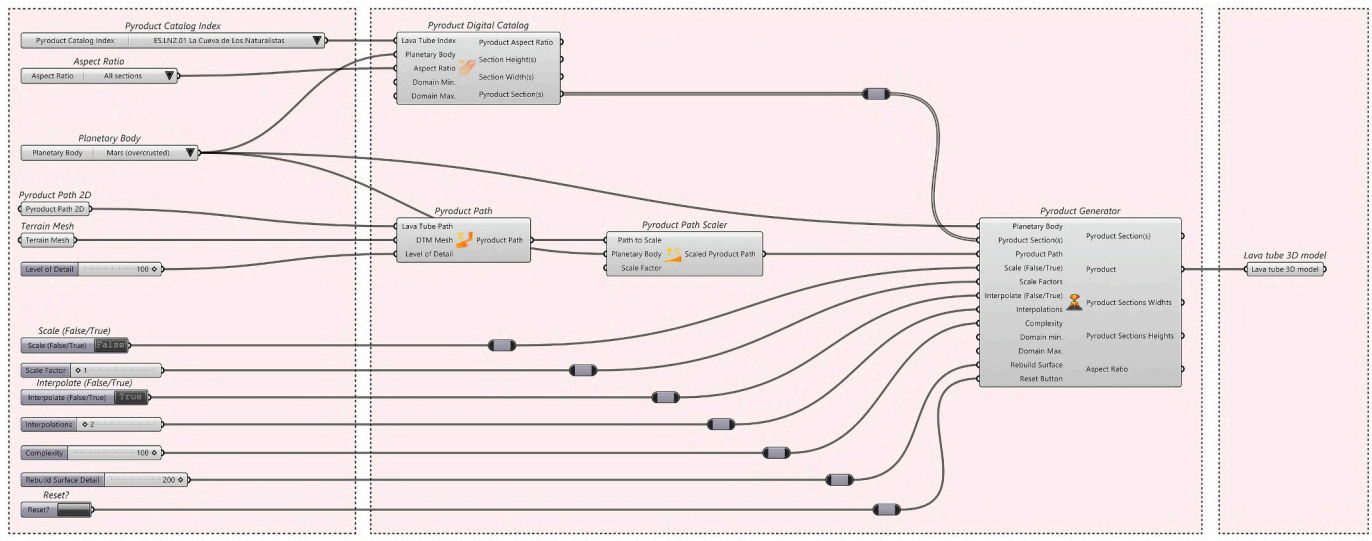 Pyroduct Catalog Index
Pyroduct Catalog Index ES.LNZ.01 La Cueva de Los Naturalistas
Aspect Ratio
Aspect Ratio All sections
Planetary Body
Planetary Body Mars (overcrusted)
Pyroduct Path 2D
Pyroduct Path 2D
Terrain Mesh
Terrain Mesh
Level of Detail 100
Scale (False/True)
Scale (False/True) False
Scale Factor 1
Interpolate (False/True)
Interpolate (False/True) True
Interpolations 2
Complexity 100
Rebuild Surface Detail 200
Reset?
Reset?
Pyroduct Digital Catalog
Lava Tube Index
Planetary Body
Aspect Ratio
Domain Min.
Domain Max.
Pyroduct Aspect Ratio
Section Height(s)
Section Width(s)
Pyroduct Section(s)
Pyroduct Path
Lava Tube Path
DTM Mesh
Level of Detail
Pyroduct Path
Pyroduct Path Scaler
Path to Scale
Planetary Body
Scale Factor
Scaled Pyroduct Path
Pyroduct Generator
Planetary Body
Pyroduct Section(s)
Pyroduct Path
Scale (False/True)
Scale Factors
Interpolate (False/True)
Interpolations
Complexity
Domain min.
Domain Max.
Rebuild Surface
Reset Button
Pyroduct Section(s)
Pyroduct
Pyroduct Sections Widhts
Pyroduct Sections Heights
Aspect Ratio
Lava tube 3D model
Lava tube 3D model